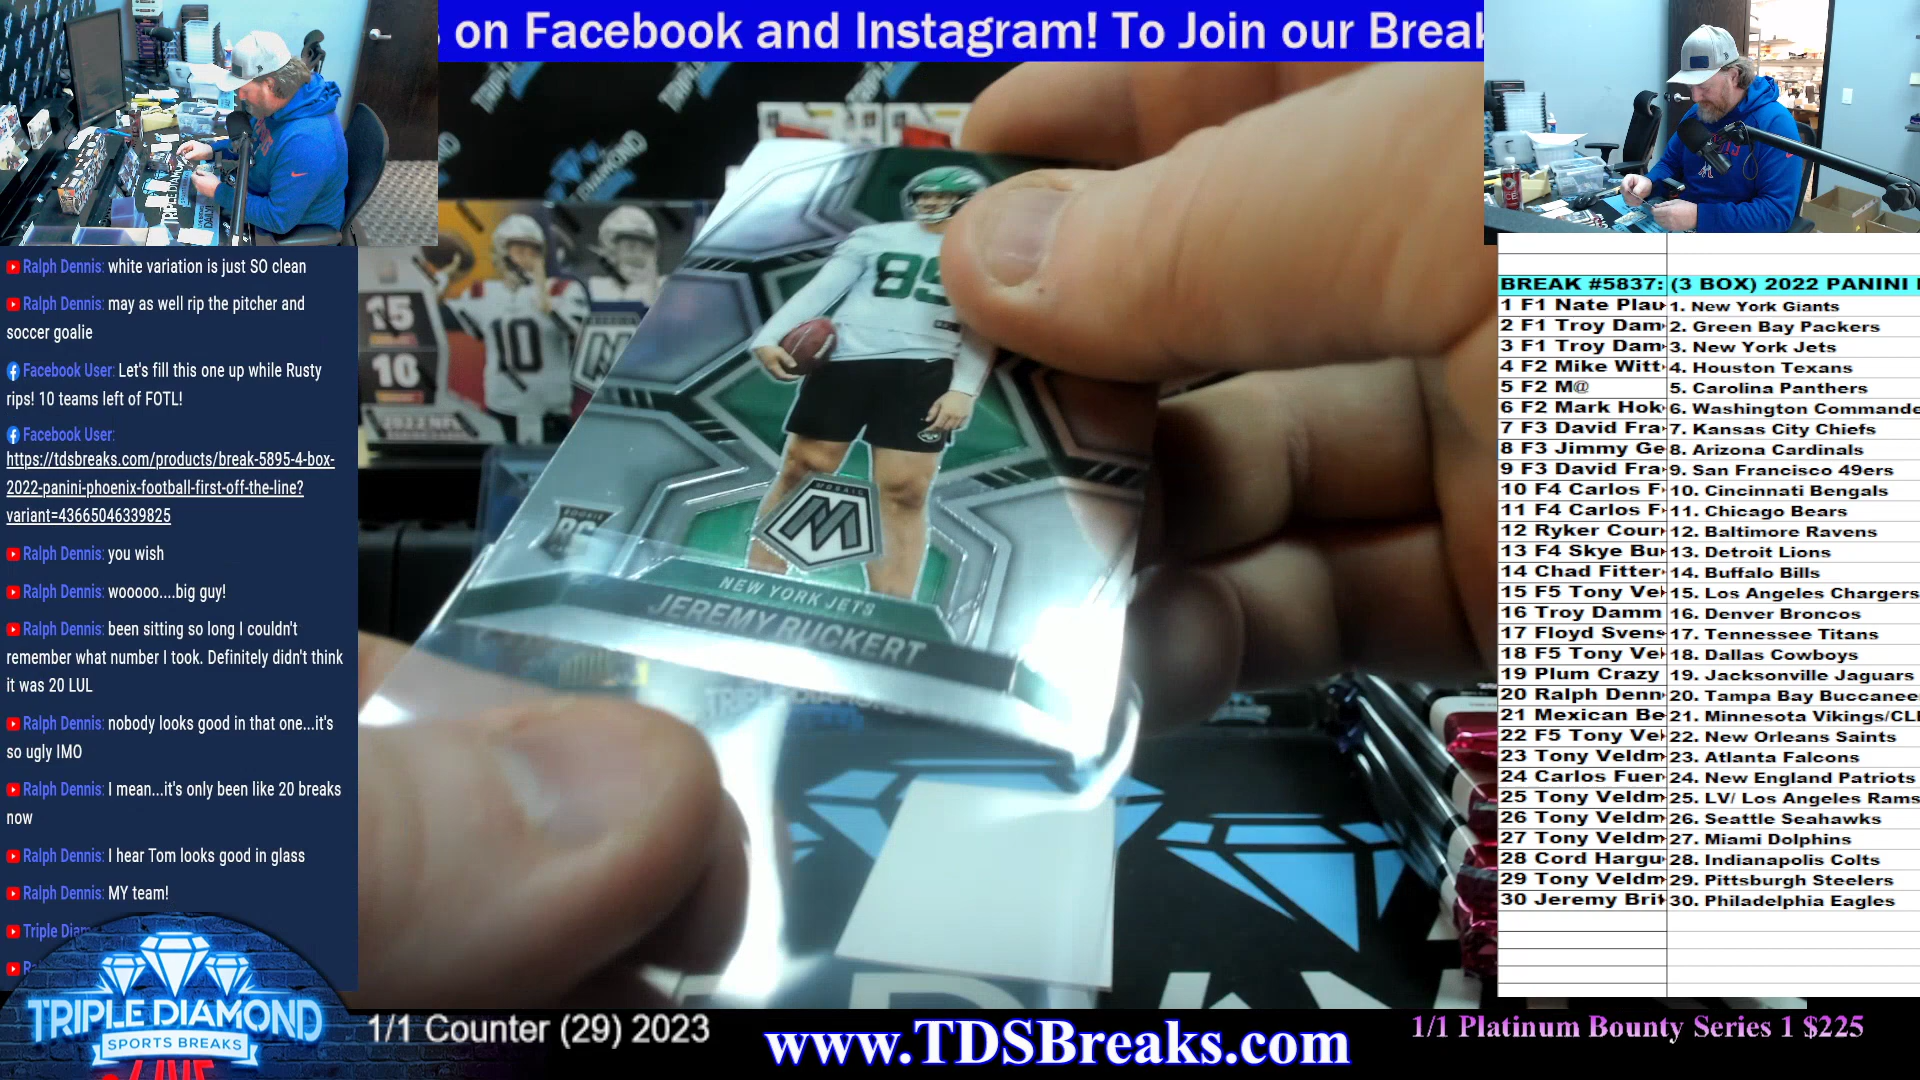 on Facebook and Instagram! To Join our Break
Ralph Dennis: white variation is just SO clean
Ralph Dennis: may as well rip the pitcher and
soccer goalie
Facebook User: Let's fill this one up while Rusty
rips! 10 teams left of FOTL!
Facebook User:
https://tdsbreaks.com/products/break-5895-4-box-
2022-panini-phoenix-football-first-off-the-line?
variant=43665046339825
Ralph Dennis: you wish
Ralph Dennis: wooooo....big guy!
Ralph Dennis: been sitting so long I couldn't
remember what number I took. Definitely didn't think
it was 20 LUL
Ralph Dennis: nobody looks good in that one...it's
so ugly IMO
Ralph Dennis: I mean...it's only been like 20 breaks
now
Ralph Dennis: I hear Tom looks good in glass
Ralph Dennis: MY team!
Triple Diam
TRIPLE DIAMOND
SPORTS BREAKS
LIVE
1/1 Counter (29) 2023
www.TDSBreaks.com
1/1 Platinum Bounty Series 1 $225
15
10
10
89
MOSAIC
ROOKIE
RC
NEW YORK JETS
JEREMY RUCKERT
BREAK #5837: (3 BOX) 2022 PANINI
1 F1 Nate Plau 1. New York Giants
2 F1 Troy Dam 2. Green Bay Packers
3 F1 Troy Dam 3. New York Jets
4 F2 Mike Witt 4. Houston Texans
5 F2 M@ 5. Carolina Panthers
6 F2 Mark Hok 6. Washington Commande
7 F3 David Fra 7. Kansas City Chiefs
8 F3 Jimmy Ge 8. Arizona Cardinals
9 F3 David Fra 9. San Francisco 49ers
10 F4 Carlos F 10. Cincinnati Bengals
11 F4 Carlos F 11. Chicago Bears
12 Ryker Cour 12. Baltimore Ravens
13 F4 Skye Bu 13. Detroit Lions
14 Chad Fitter 14. Buffalo Bills
15 F5 Tony Ve 15. Los Angeles Chargers
16 Troy Damm 16. Denver Broncos
17 Floyd Svens 17. Tennessee Titans
18 F5 Tony Ve 18. Dallas Cowboys
19 Plum Crazy 19. Jacksonville Jaguars
20 Ralph Denn 20. Tampa Bay Buccanee
21 Mexican Be 21. Minnesota Vikings/CL
22 F5 Tony Ve 22. New Orleans Saints
23 Tony Veldm 23. Atlanta Falcons
24 Carlos Fuer 24. New England Patriots
25 Tony Veldm 25. LV/ Los Angeles Rams
26 Tony Veldm 26. Seattle Seahawks
27 Tony Veldm 27. Miami Dolphins
28 Cord Hargu 28. Indianapolis Colts
29 Tony Veldm 29. Pittsburgh Steelers
30 Jeremy Brit 30. Philadelphia Eagles